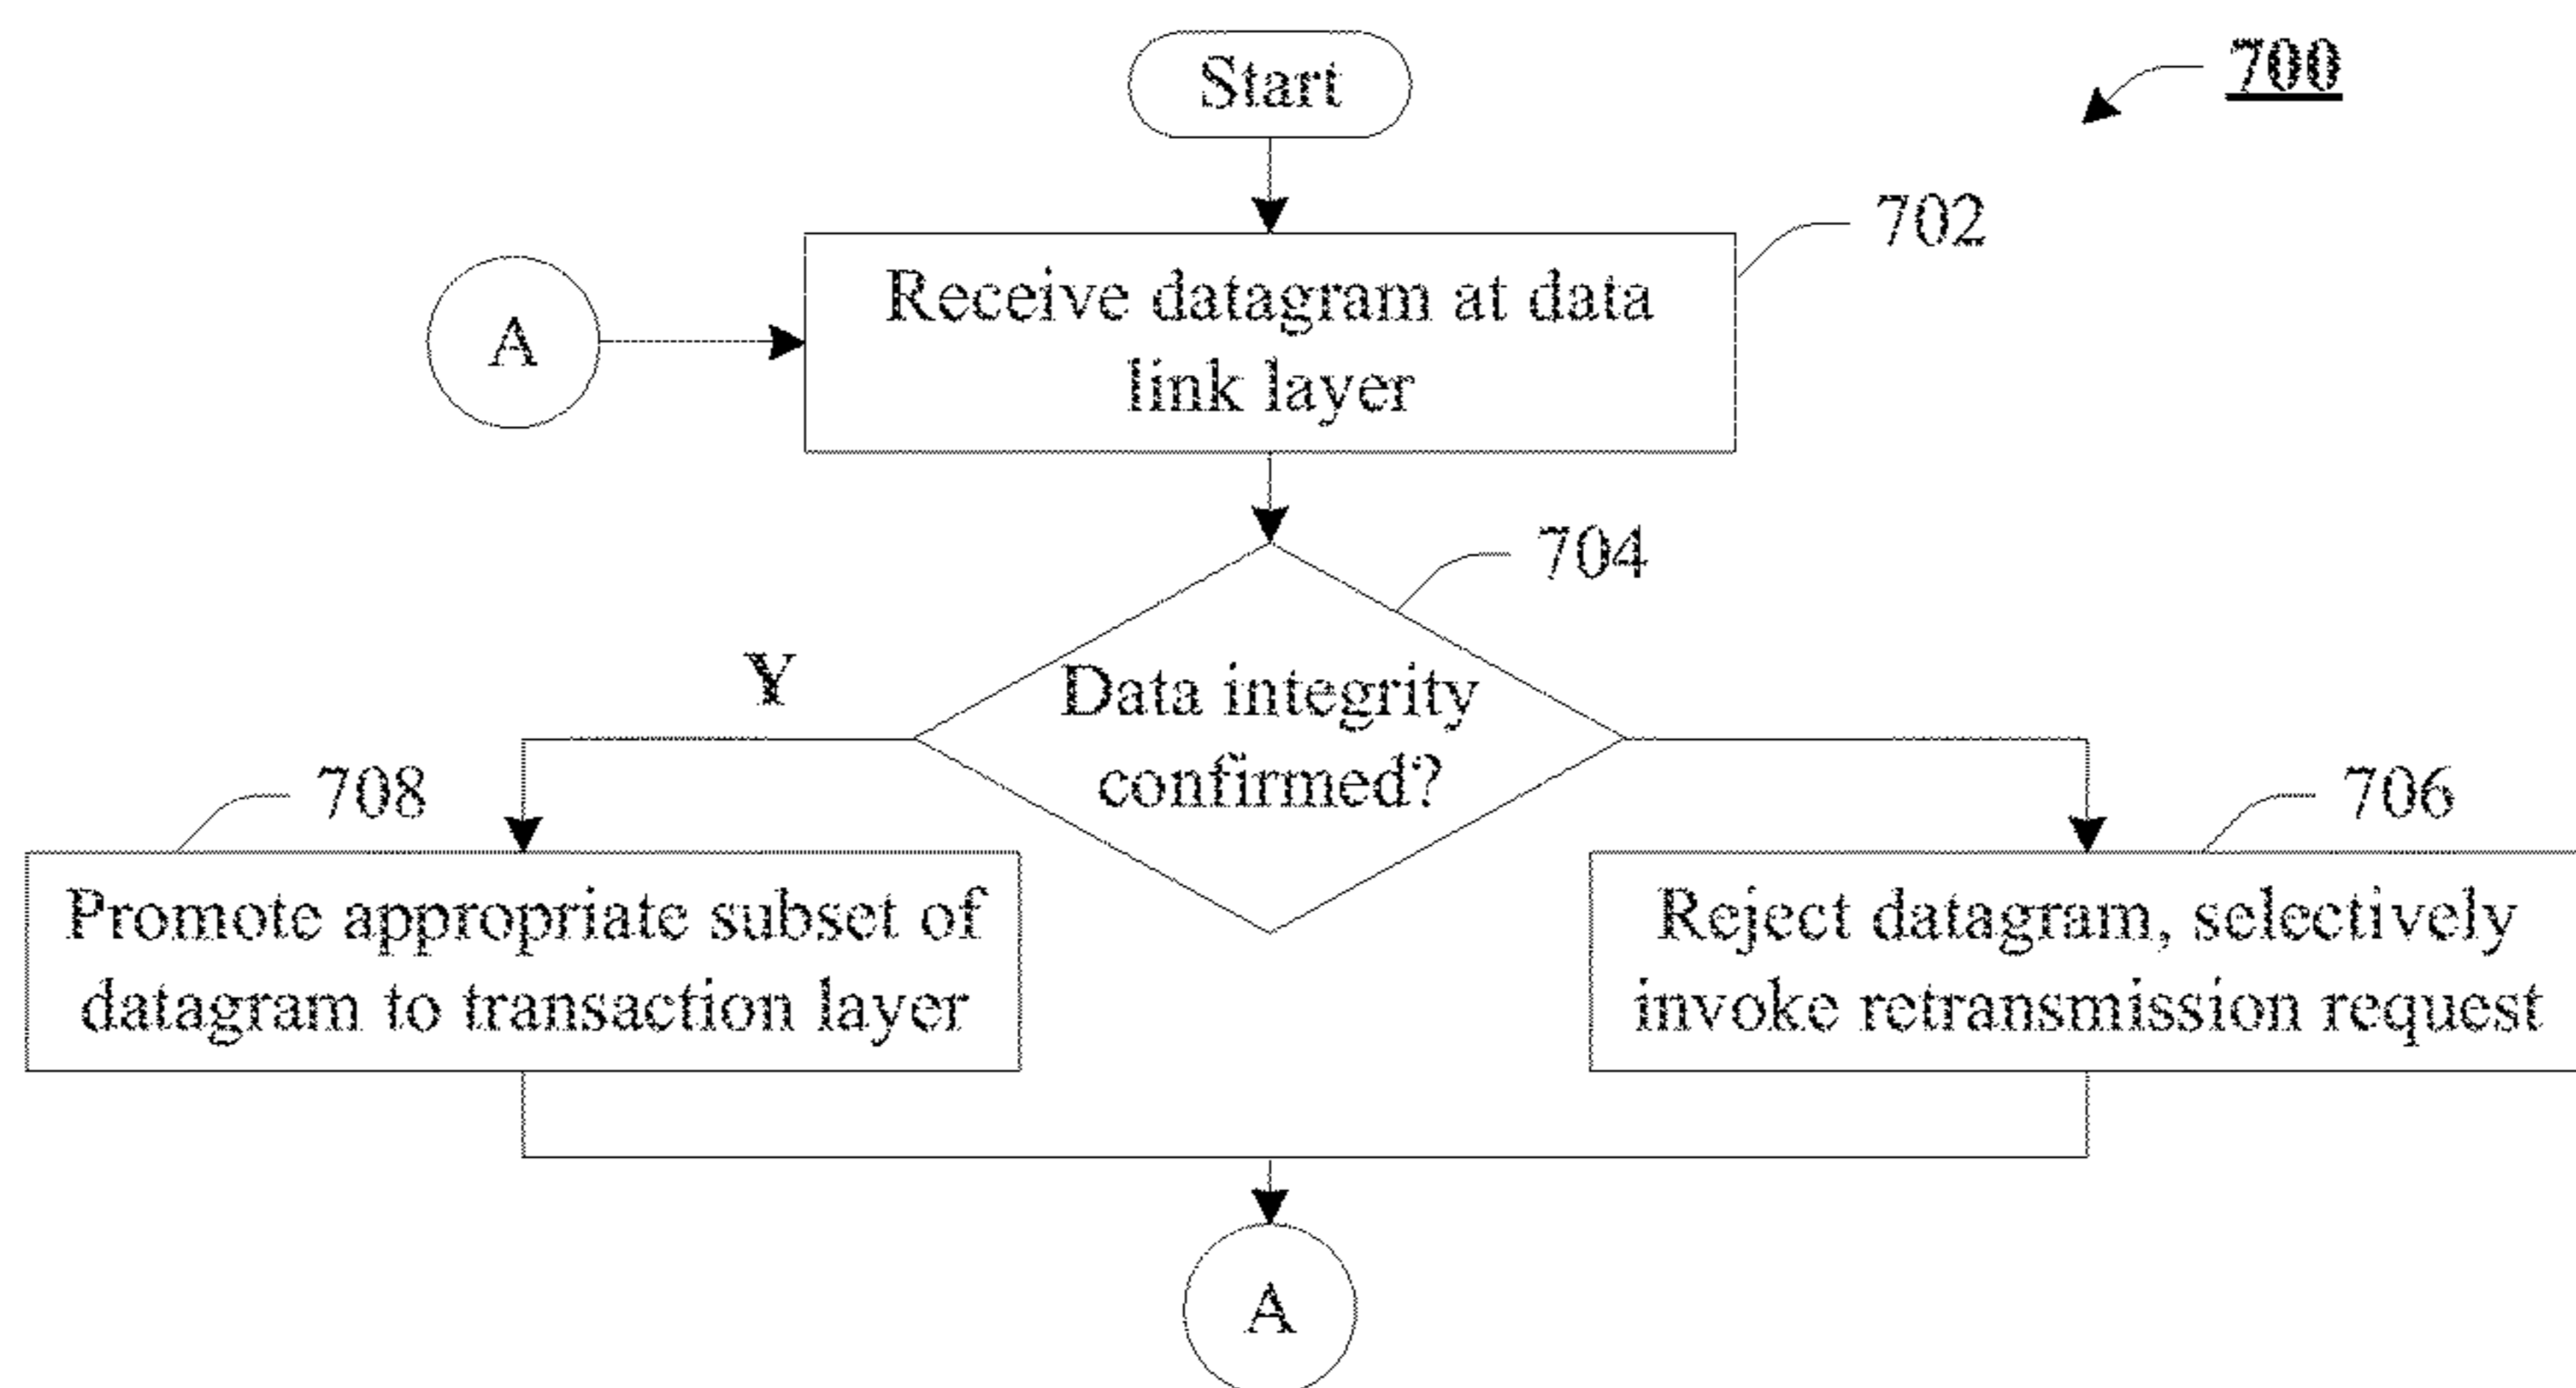 Start
700
702
Receive datagram at data
link layer
A
704
Y
Data integrity
confirmed?
708
706
Promote appropriate subset of
datagram to transaction layer
Reject datagram, selectively
invoke retransmission request
A